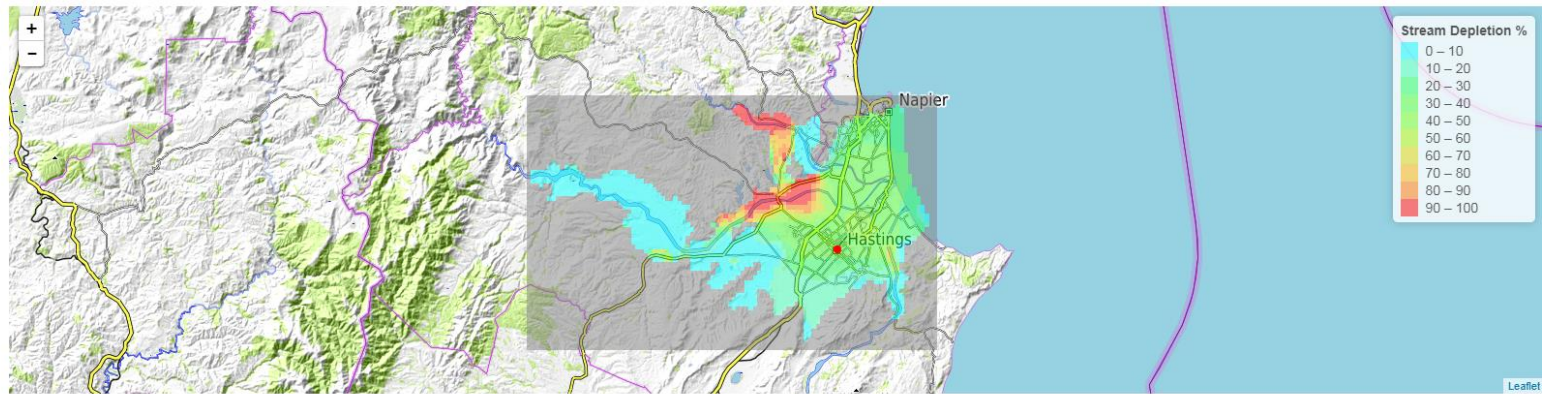 +
−
Napier
Hastings
Stream Depletion %
0 – 10
10 – 20
20 – 30
30 – 40
40 – 50
50 – 60
60 – 70
70 – 80
80 – 90
90 – 100
Leaflet